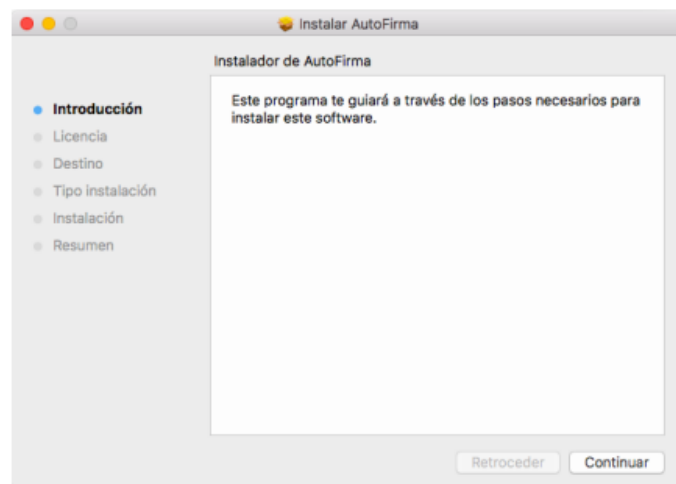 Instalar AutoFirma
Instalador de AutoFirma
Introducción
Licencia
Destino
Tipo instalación
Instalación
Resumen
Este programa te guiará a través de los pasos necesarios para
instalar este software.
Retroceder
Continuar